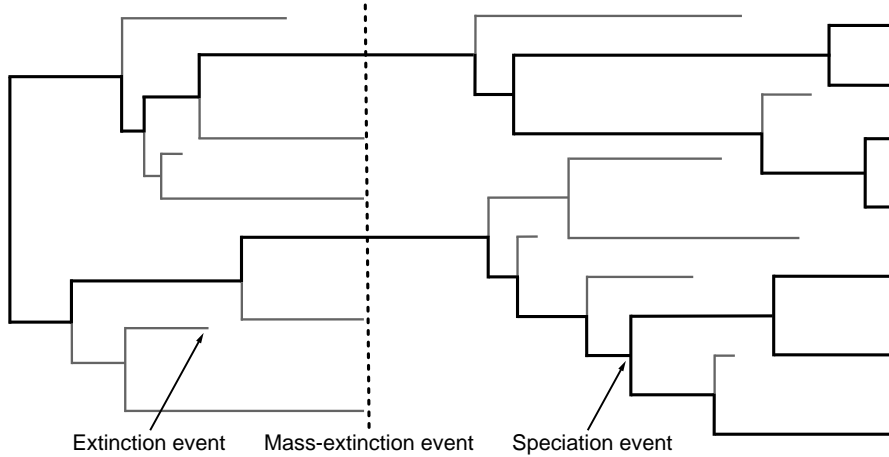 Extinction event
Mass-extinction event
Speciation event